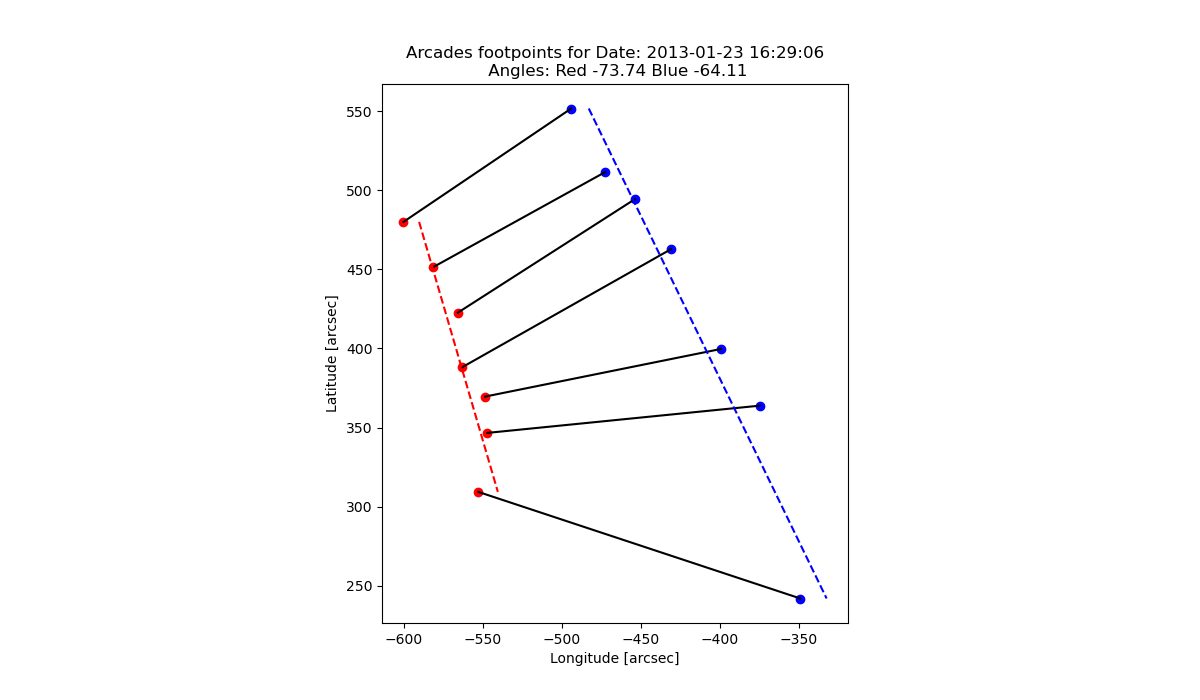 Arcades footpoints for Date: 2013-01-23 16:29:06
Angles: Red -73.74 Blue -64.11
550
500
450
400
350
300
250
Latitude [arcsec]
−600 −550 −500 −450 −400 −350
Longitude [arcsec]